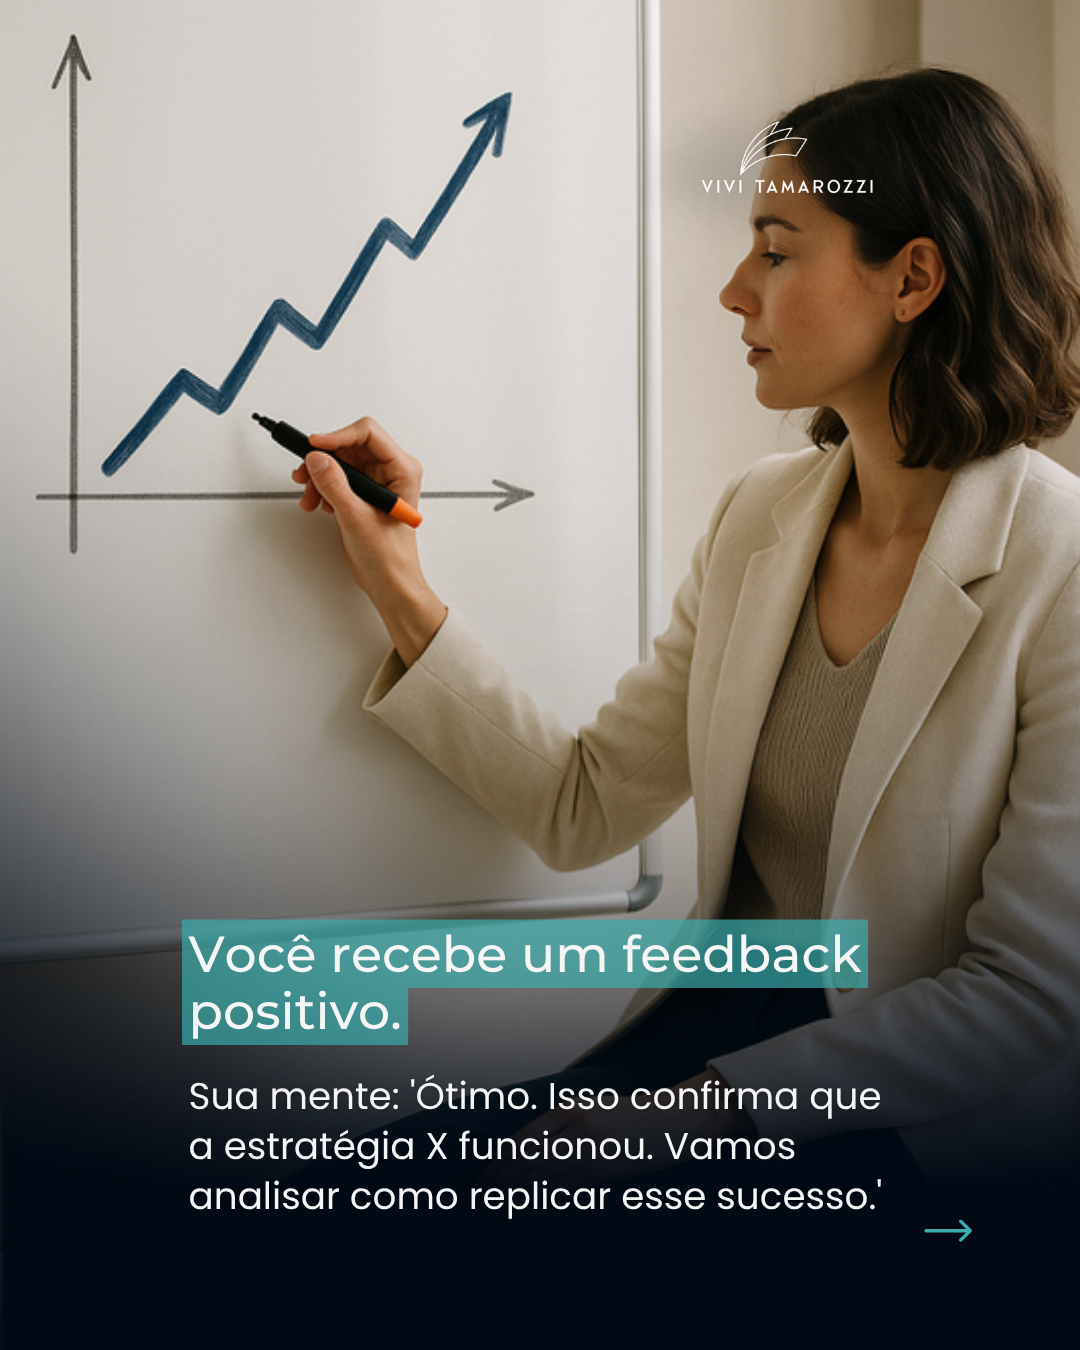 VIVI TAMAROZZI
Você recebe um feedback
positivo.
Sua mente: 'Ótimo. Isso confirma que
a estratégia X funcionou. Vamos
analisar como replicar esse sucesso.'